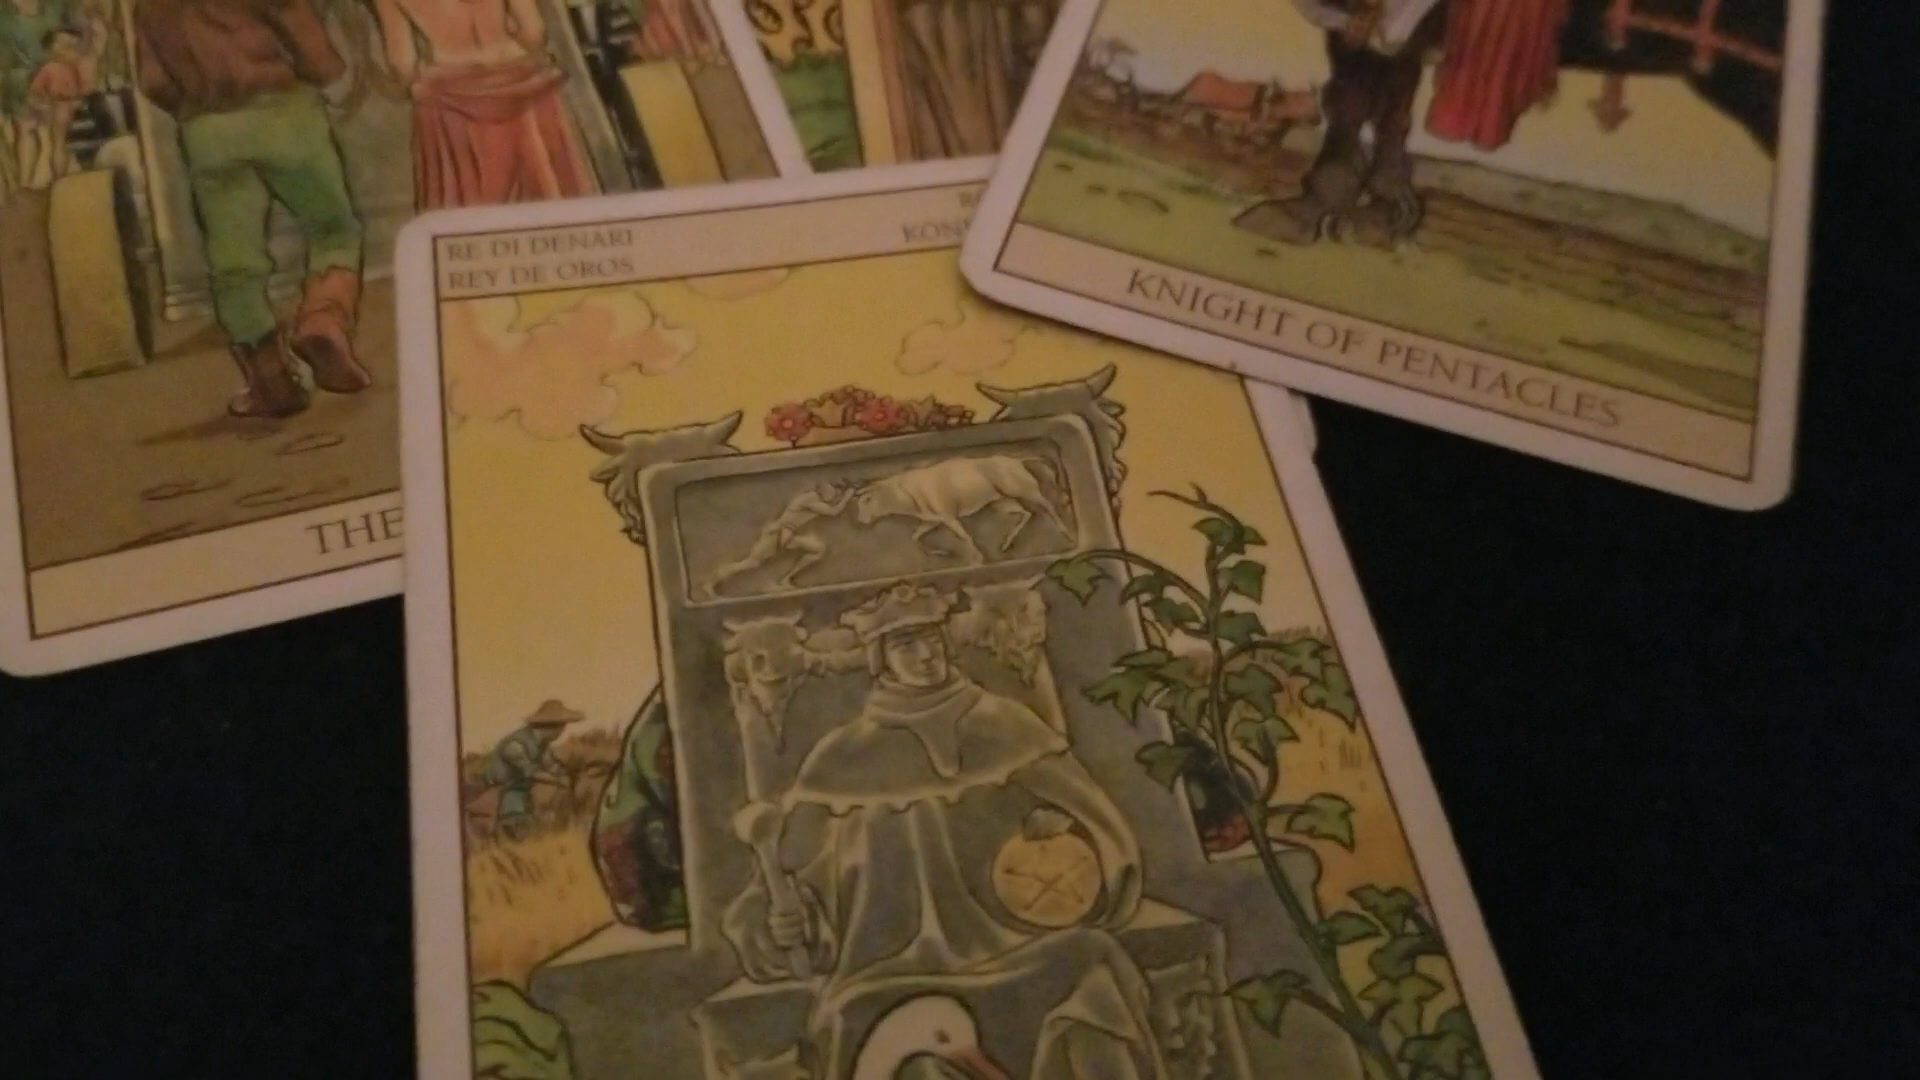 RE DI DENARI
REY DE OROS
KNIGHT OF PENTACLES
THE